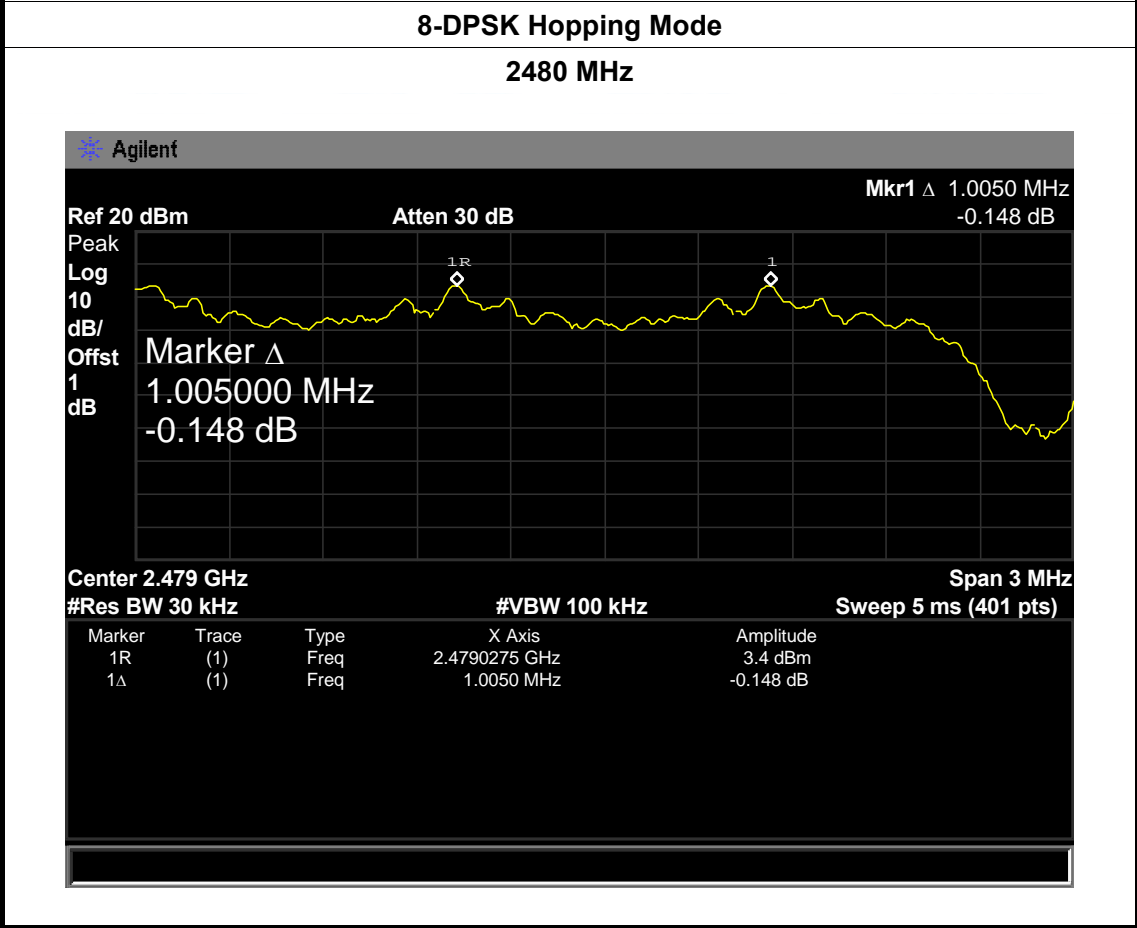 8-DPSK Hopping Mode
2480 MHz
Agilent
Mkr1 Δ 1.0050 MHz
Ref 20 dBm Atten 30 dB -0.148 dB
Peak
Log
10
dB/
Offst
1
dB
1R 1
Marker Δ
1.005000 MHz
-0.148 dB
Center 2.479 GHz Span 3 MHz
#Res BW 30 kHz #VBW 100 kHz Sweep 5 ms (401 pts)
Marker Trace Type X Axis Amplitude
1R (1) Freq 2.4790275 GHz 3.4 dBm
1Δ (1) Freq 1.0050 MHz -0.148 dB